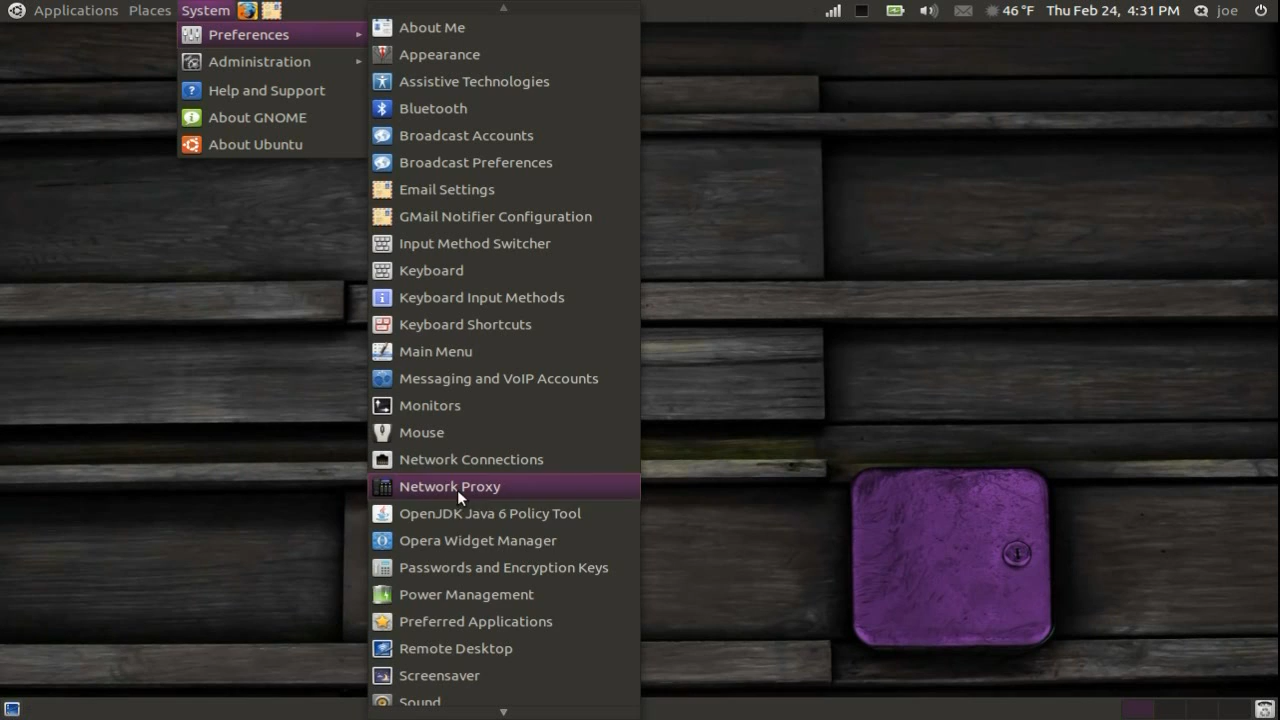 Applications Places System 46 °F Thu Feb 24, 4:31 PM joe
Preferences
Administration
Help and Support
About GNOME
About Ubuntu
About Me
Appearance
Assistive Technologies
Bluetooth
Broadcast Accounts
Broadcast Preferences
Email Settings
GMail Notifier Configuration
Input Method Switcher
Keyboard
Keyboard Input Methods
Keyboard Shortcuts
Main Menu
Messaging and VoIP Accounts
Monitors
Mouse
Network Connections
Network Proxy
OpenJDK Java 6 Policy Tool
Opera Widget Manager
Passwords and Encryption Keys
Power Management
Preferred Applications
Remote Desktop
Screensaver
Sound